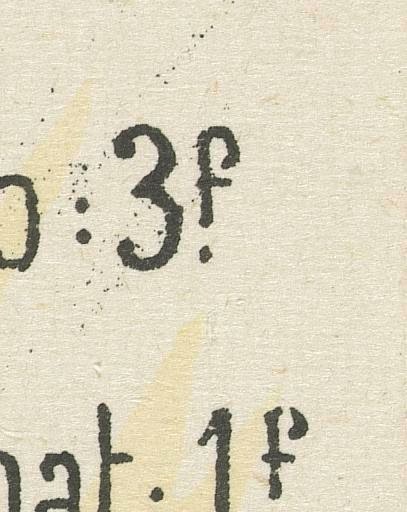 : 3f.
at. 1f